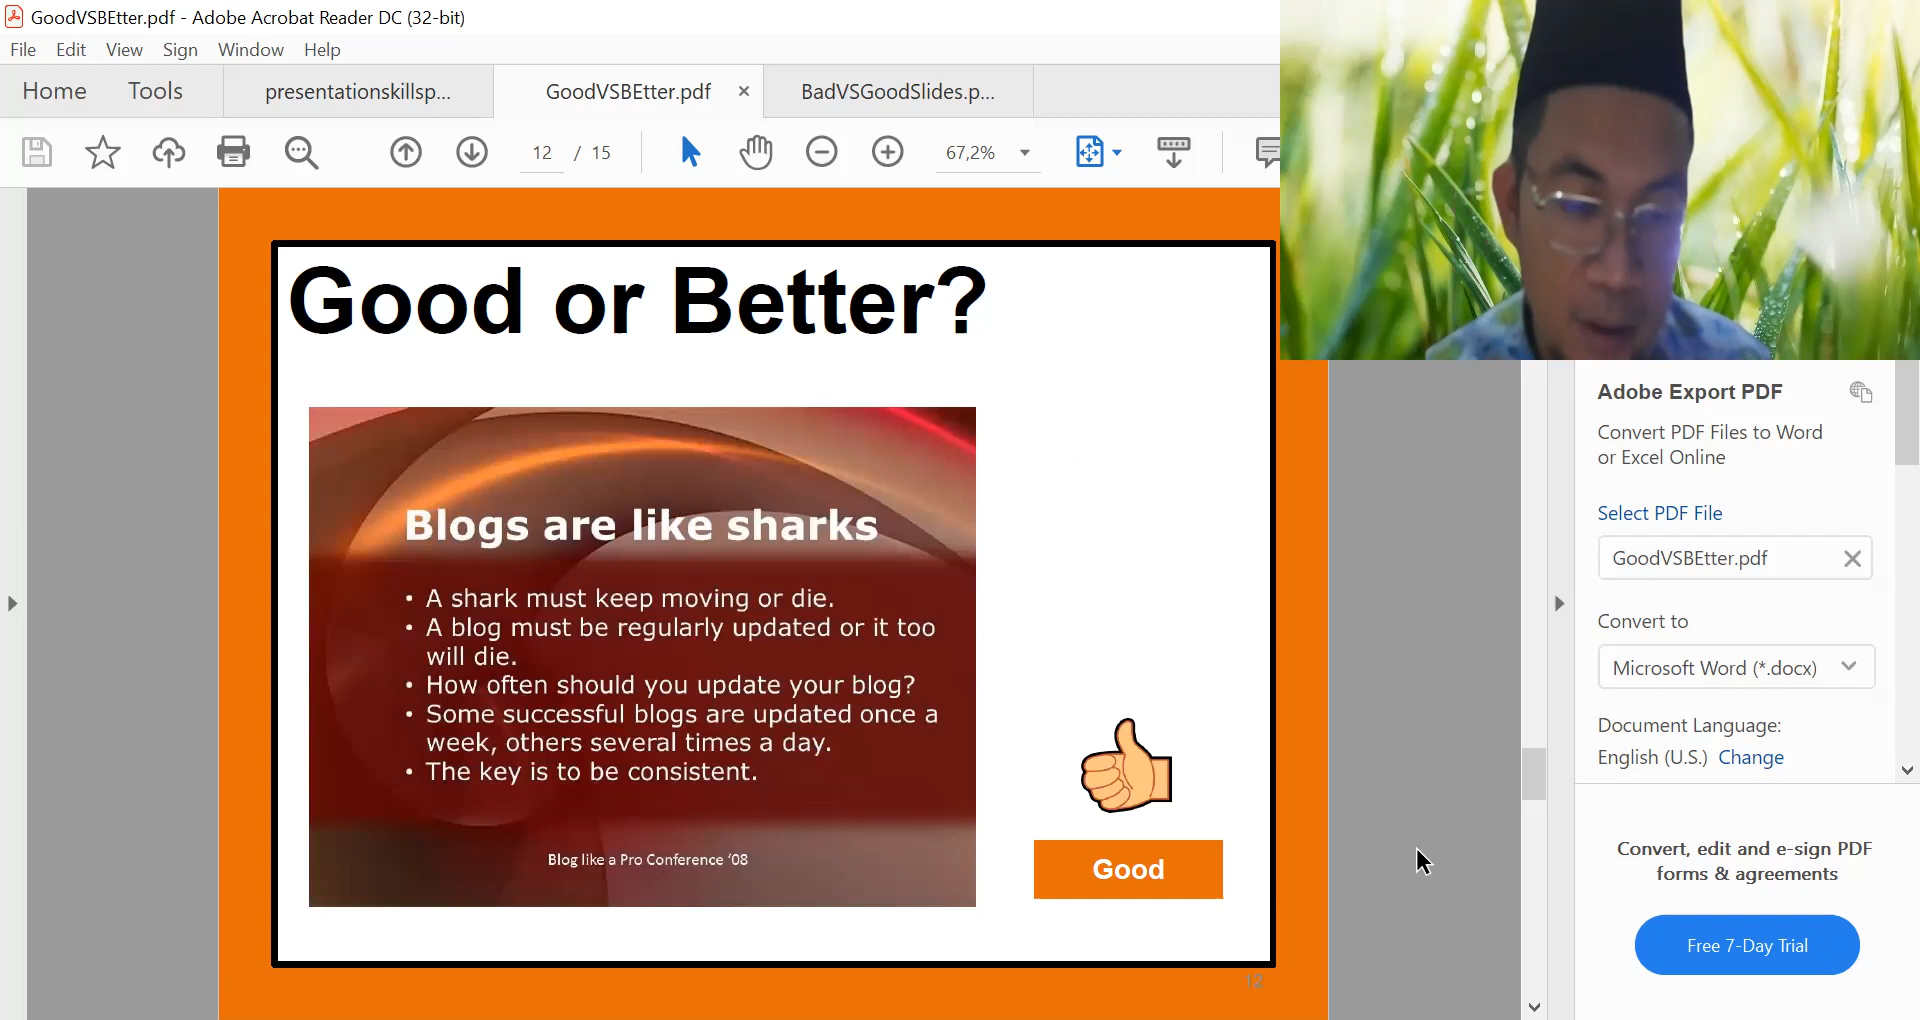 GoodVSBEtter.pdf - Adobe Acrobat Reader DC (32-bit)
File Edit View Sign Window Help
Home Tools presentationskillsp... GoodVSBEtter.pdf × BadVSGoodSlides.p...
12 / 15 67,2%
Good or Better?
Blogs are like sharks
• A shark must keep moving or die.
• A blog must be regularly updated or it too
will die.
• How often should you update your blog?
• Some successful blogs are updated once a
week, others several times a day.
• The key is to be consistent.
Blog like a Pro Conference '08
Good
12
Adobe Export PDF
Convert PDF Files to Word
or Excel Online
Select PDF File
GoodVSBEtter.pdf
Convert to
Microsoft Word (*.docx)
Document Language:
English (U.S.) Change
Convert, edit and e-sign PDF
forms & agreements
Free 7-Day Trial